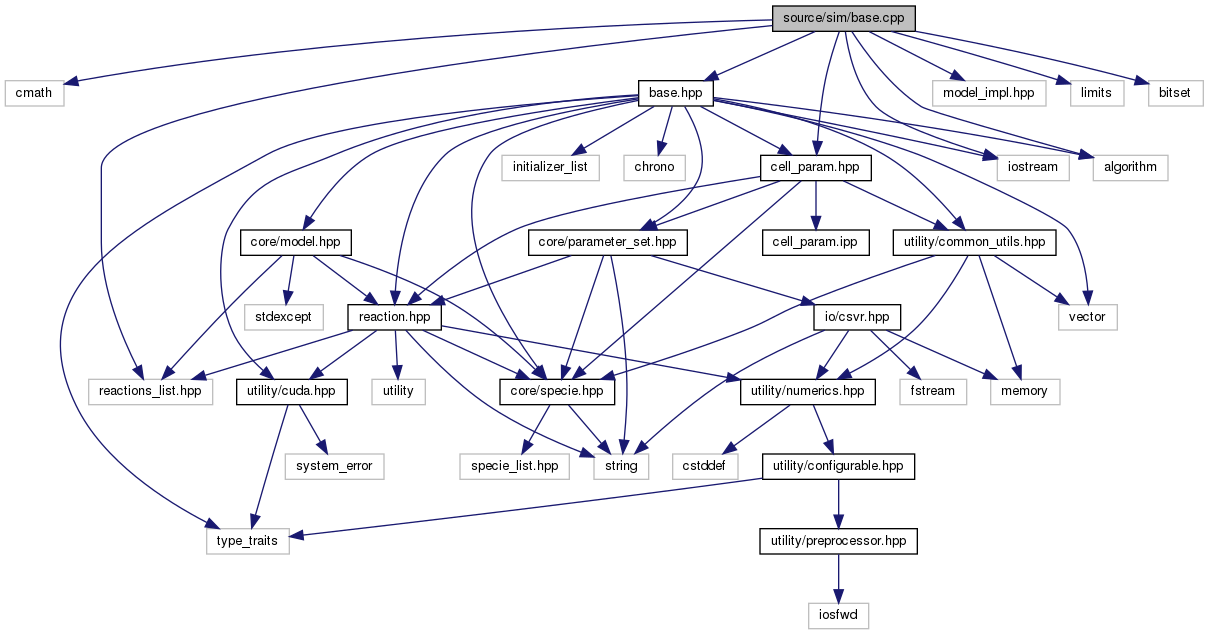 source/sim/base.cpp
cmath
base.hpp
model_impl.hpp
limits
bitset
initializer_list
chrono
cell_param.hpp
iostream
algorithm
core/model.hpp
core/parameter_set.hpp
cell_param.ipp
utility/common_utils.hpp
stdexcept
reaction.hpp
io/csvr.hpp
vector
reactions_list.hpp
utility/cuda.hpp
utility
core/specie.hpp
utility/numerics.hpp
fstream
memory
system_error
specie_list.hpp
string
cstddef
utility/configurable.hpp
type_traits
utility/preprocessor.hpp
iosfwd